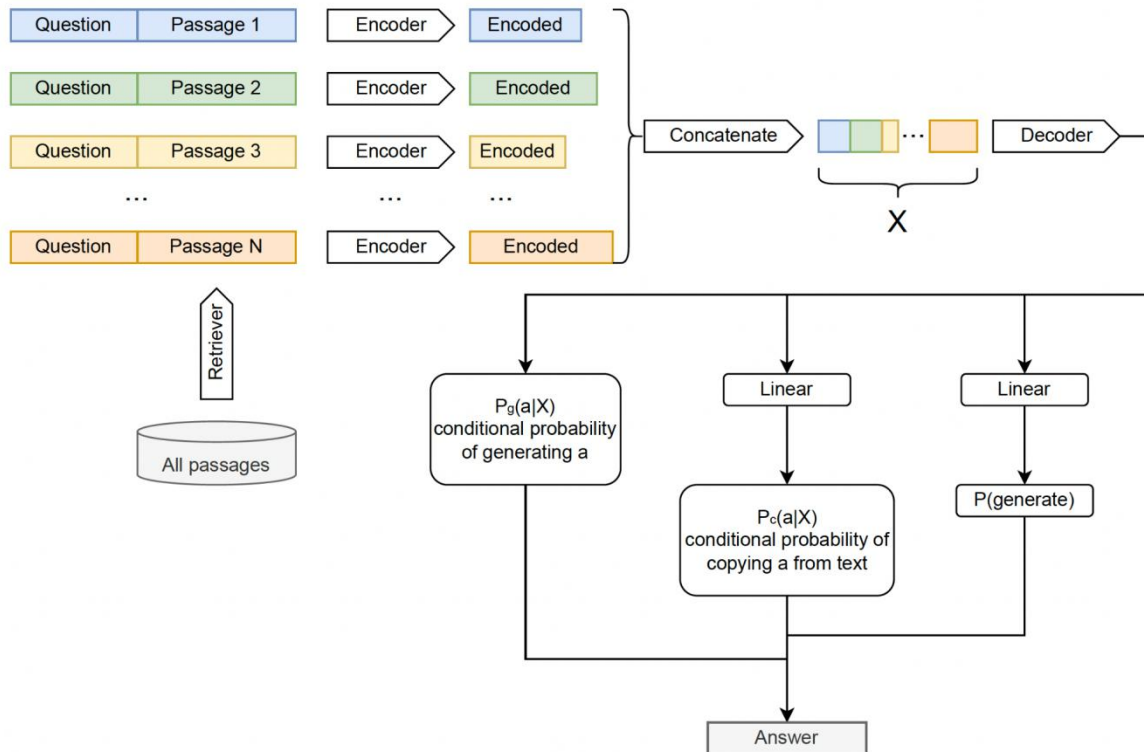 Question Passage 1 Encoder Encoded
Question Passage 2 Encoder Encoded
Concatenate ... Decoder
Question Passage 3 Encoder Encoded
... ... ...
X
Question Passage N Encoder Encoded
Retriever
All passages
Pg(a|X)
conditional probability
of generating a
Linear
Linear
Pc(a|X)
conditional probability of
copying a from text
P(generate)
Answer